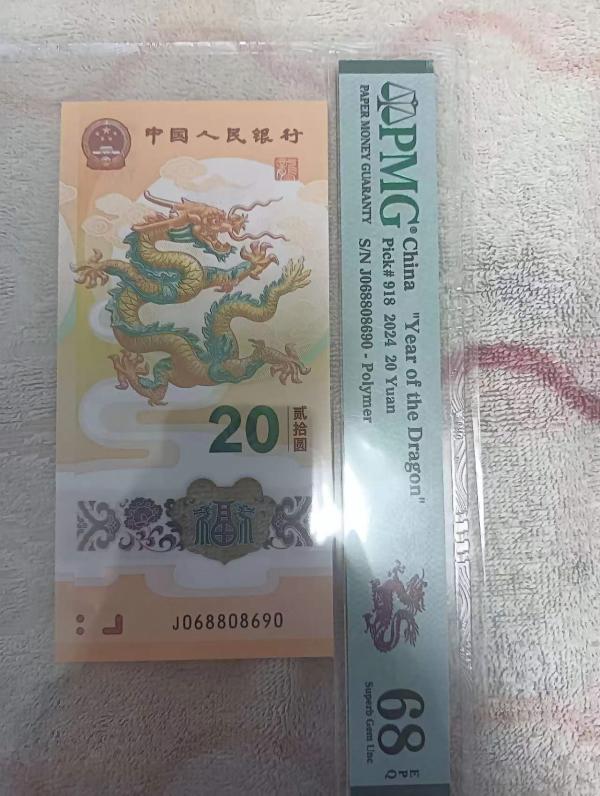 中国人民银行
20
贰拾圆
福
J068808690
PMG®
PAPER MONEY GUARANTY
China "Year of the Dragon"
Pick# 918 2024 20 Yuan
S/N J068808690 - Polymer
68 EPQ
Superb Gem Unc